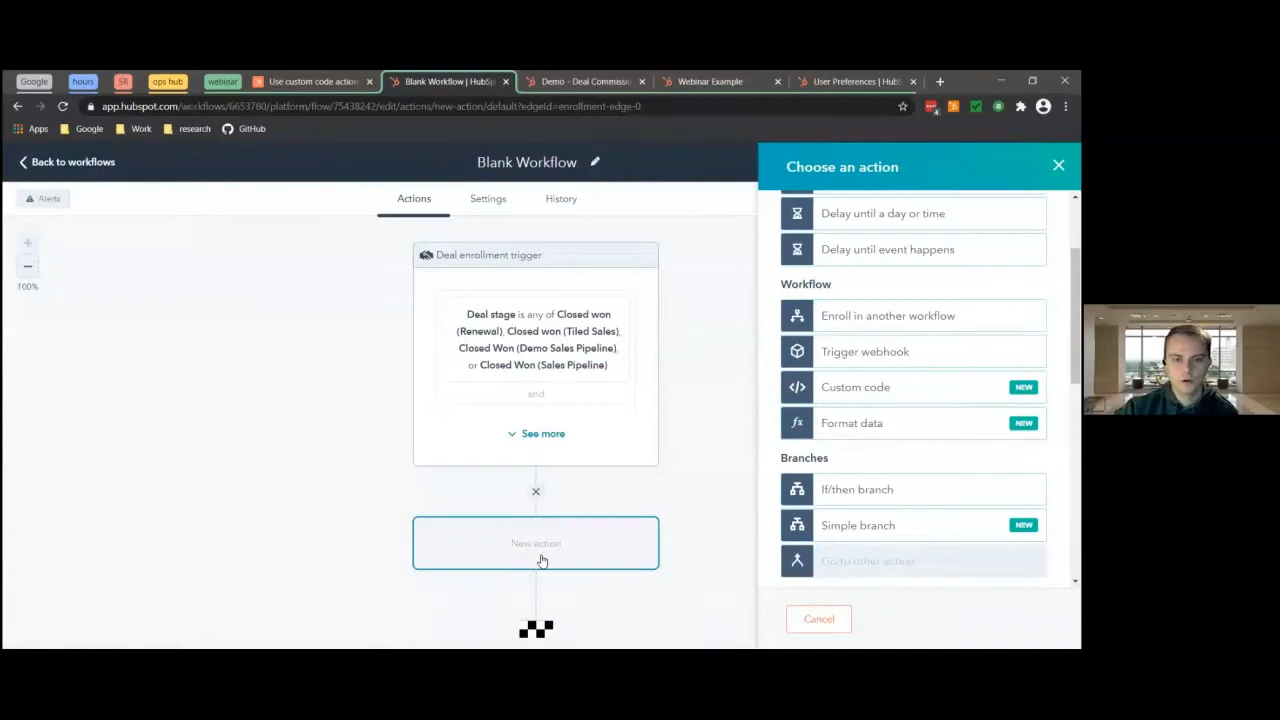 Google
hours
SR
ops hub
webinar
Use custom code action
Blank Workflow | HubSp
Demo - Deal Commissi
Webinar Example
User Preferences | HubS
app.hubspot.com/workflows/6653780/platform/flow/75438242/edit/actions/new-action/default?edgeId=enrollment-edge-0
Apps
Google
Work
research
GitHub
Back to workflows
Blank Workflow
Alerts
Actions
Settings
History
100%
Deal enrollment trigger
Deal stage is any of Closed won
(Renewal), Closed won (Tiled Sales),
Closed Won (Demo Sales Pipeline),
or Closed Won (Sales Pipeline)
and
See more
New action
Choose an action
Delay until a day or time
Delay until event happens
Workflow
Enroll in another workflow
Trigger webhook
Custom code NEW
Format data NEW
Branches
If/then branch
Simple branch NEW
Go to other action
Cancel